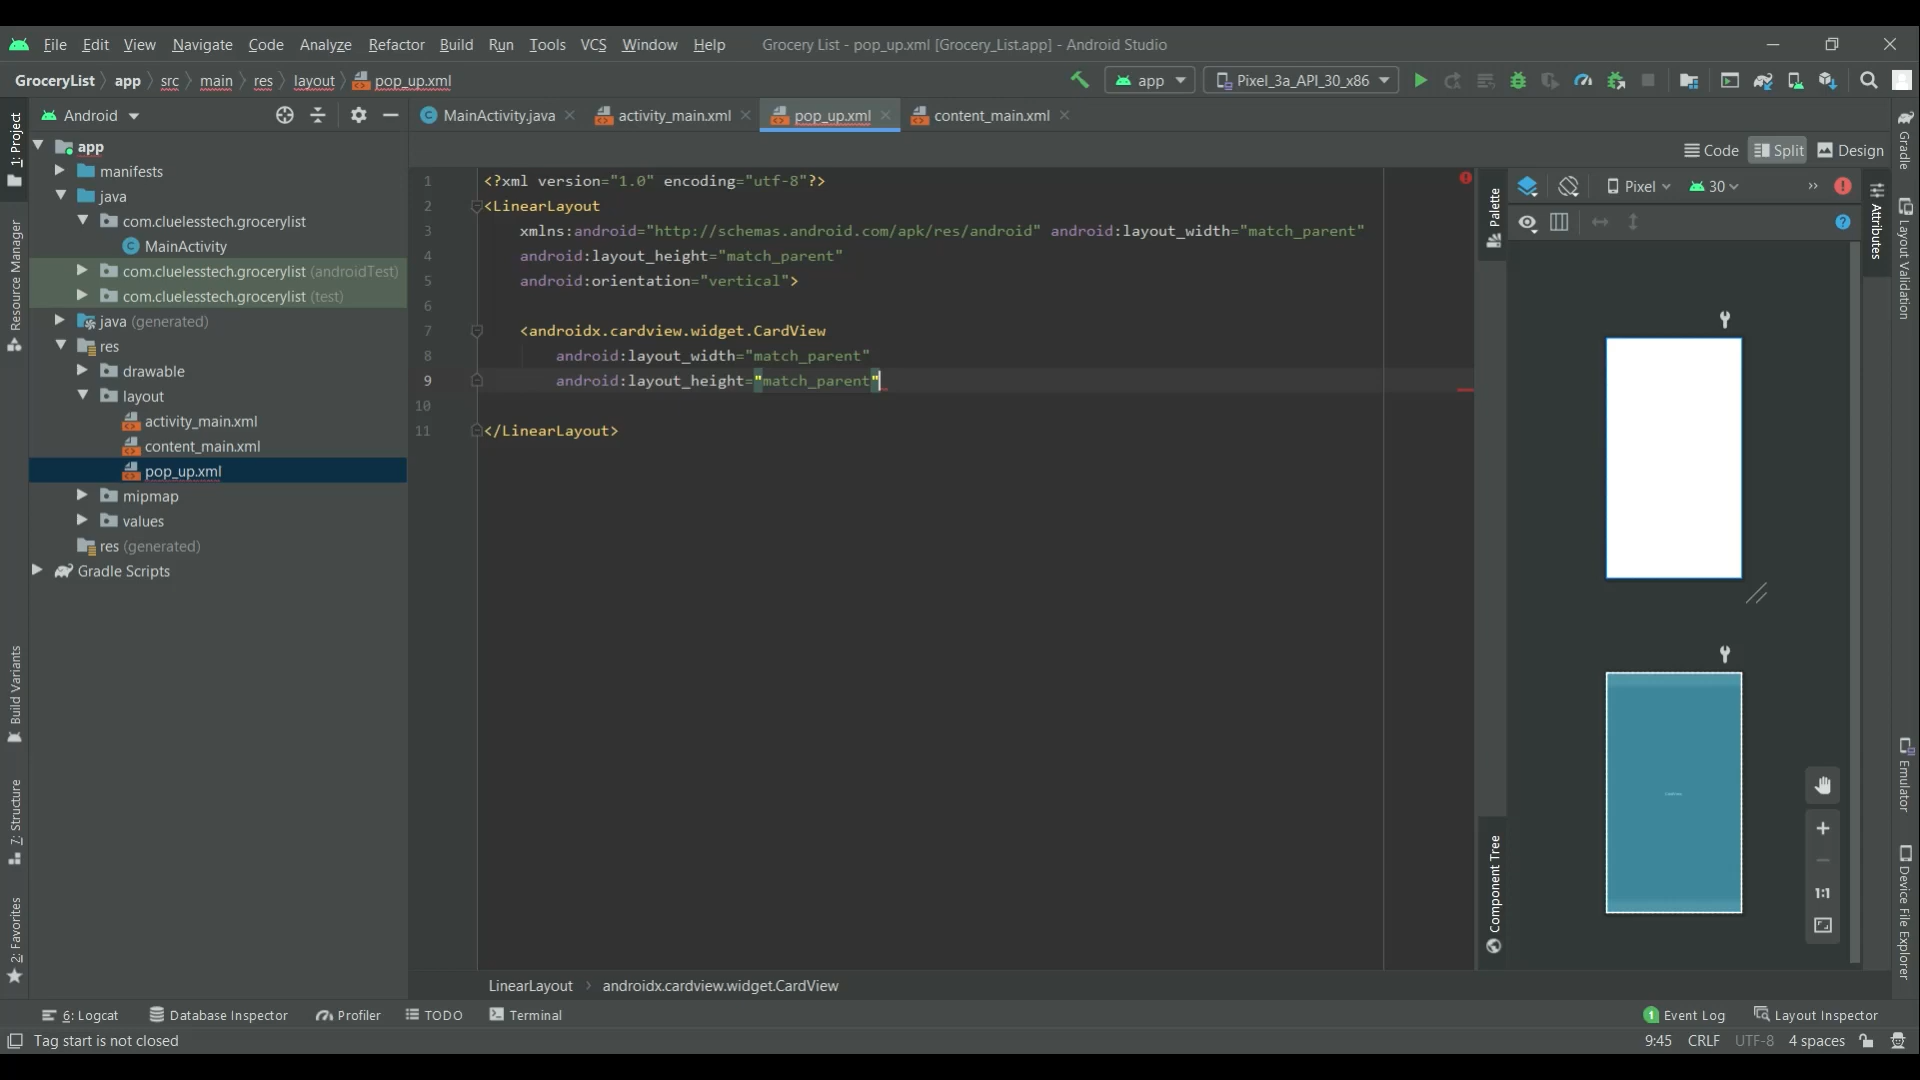 File Edit View Navigate Code Analyze Refactor Build Run Tools VCS Window Help Grocery List - pop_up.xml [Grocery_List.app] - Android Studio
GroceryList app src main res layout pop_up.xml app Pixel_3a_API_30_x86
Android MainActivity.java activity_main.xml pop_up.xml content_main.xml
Code Split Design
Pixel 30
app
manifests
java
com.cluelesstech.grocerylist
MainActivity
com.cluelesstech.grocerylist (androidTest)
com.cluelesstech.grocerylist (test)
java (generated)
res
drawable
layout
activity_main.xml
content_main.xml
pop_up.xml
mipmap
values
res (generated)
Gradle Scripts
1 <?xml version="1.0" encoding="utf-8"?>
2 <LinearLayout
3 xmlns:android="http://schemas.android.com/apk/res/android" android:layout_width="match_parent"
4 android:layout_height="match_parent"
5 android:orientation="vertical">
6
7 <androidx.cardview.widget.CardView
8 android:layout_width="match_parent"
9 android:layout_height="match_parent"
10
11 </LinearLayout>
1: Project
Resource Manager
Build Variants
7: Structure
2: Favorites
Palette
Component Tree
Attributes
Gradle
Layout Validation
Emulator
Device File Explorer
1:1
LinearLayout androidx.cardview.widget.CardView
6: Logcat Database Inspector Profiler TODO Terminal 1 Event Log Layout Inspector
Tag start is not closed 9:45 CRLF UTF-8 4 spaces